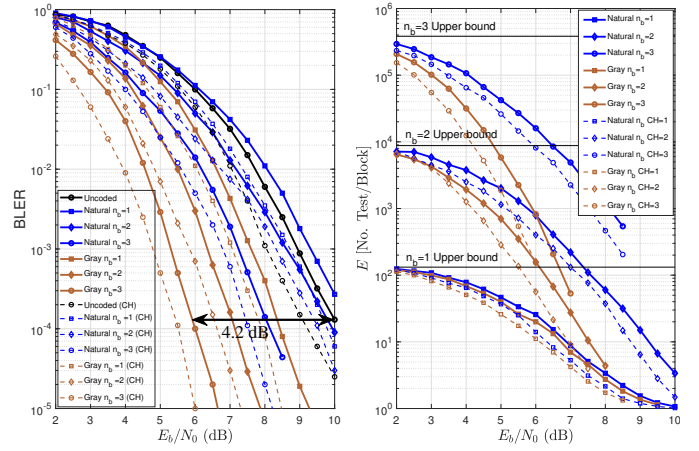 BLER
10^0
10^-1
10^-2
10^-3
10^-4
10^-5
2
3
4
5
6
7
8
9
10
E_b/N_0 (dB)
4.2 dB
Uncoded
Natural n_b=1
Natural n_b=2
Natural n_b=3
Gray n_b=1
Gray n_b=2
Gray n_b=3
Uncoded (CH)
Natural n_b=1 (CH)
Natural n_b=2 (CH)
Natural n_b=3 (CH)
Gray n_b=1 (CH)
Gray n_b=2 (CH)
Gray n_b=3 (CH)
E [No. Test/Block]
10^6
10^5
10^4
10^3
10^2
10^1
10^0
2
3
4
5
6
7
8
9
10
E_b/N_0 (dB)
n_b=3 Upper bound
n_b=2 Upper bound
n_b=1 Upper bound
Natural n_b=1
Natural n_b=2
Natural n_b=3
Gray n_b=1
Gray n_b=2
Gray n_b=3
Natural n_b CH=1
Natural n_b CH=2
Natural n_b CH=3
Gray n_b CH=1
Gray n_b CH=2
Gray n_b CH=3